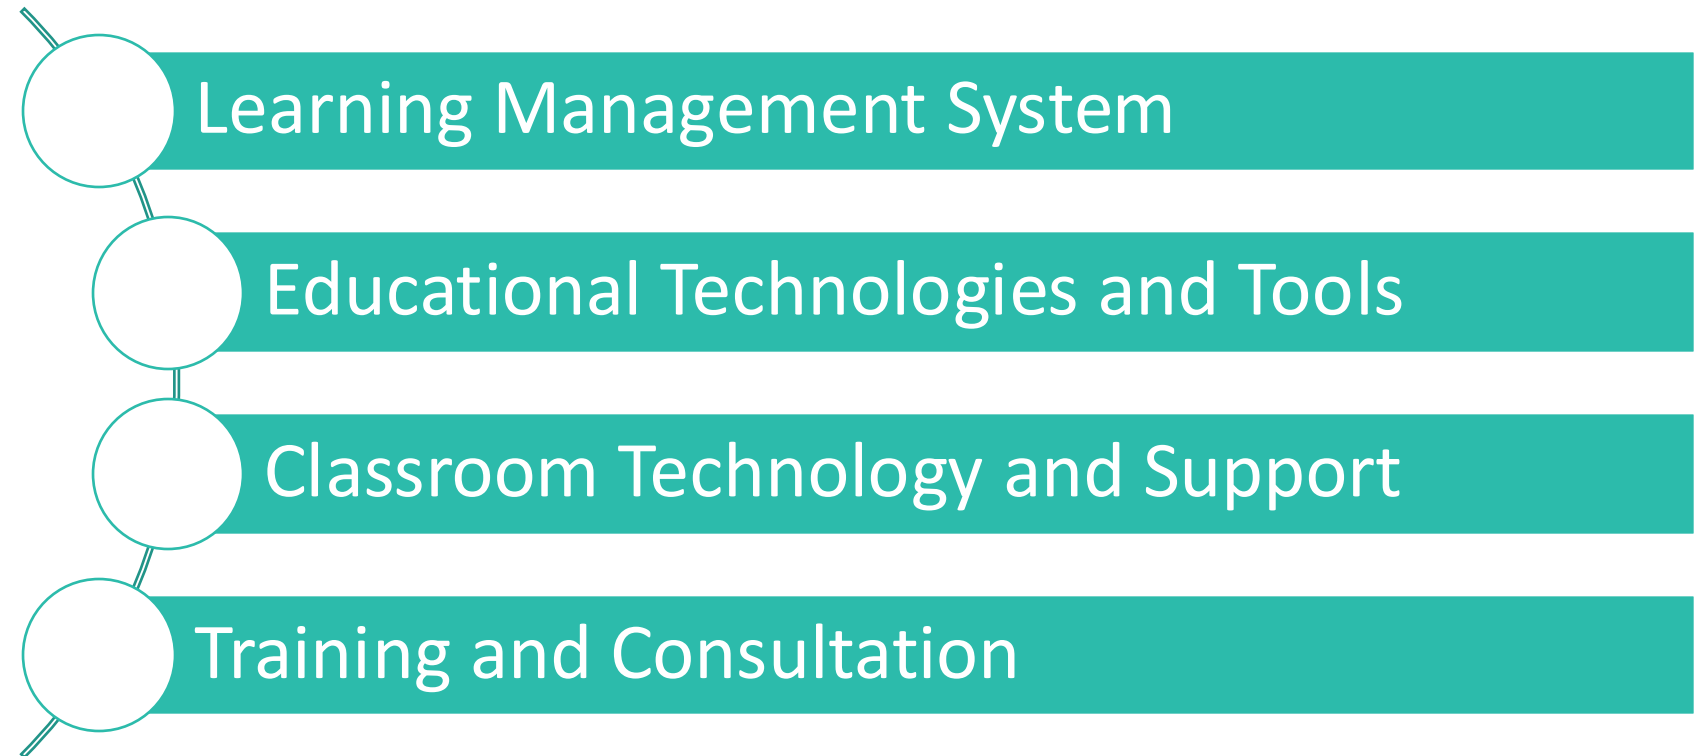 Learning Management System
Educational Technologies and Tools
Classroom Technology and Support
Training and Consultation